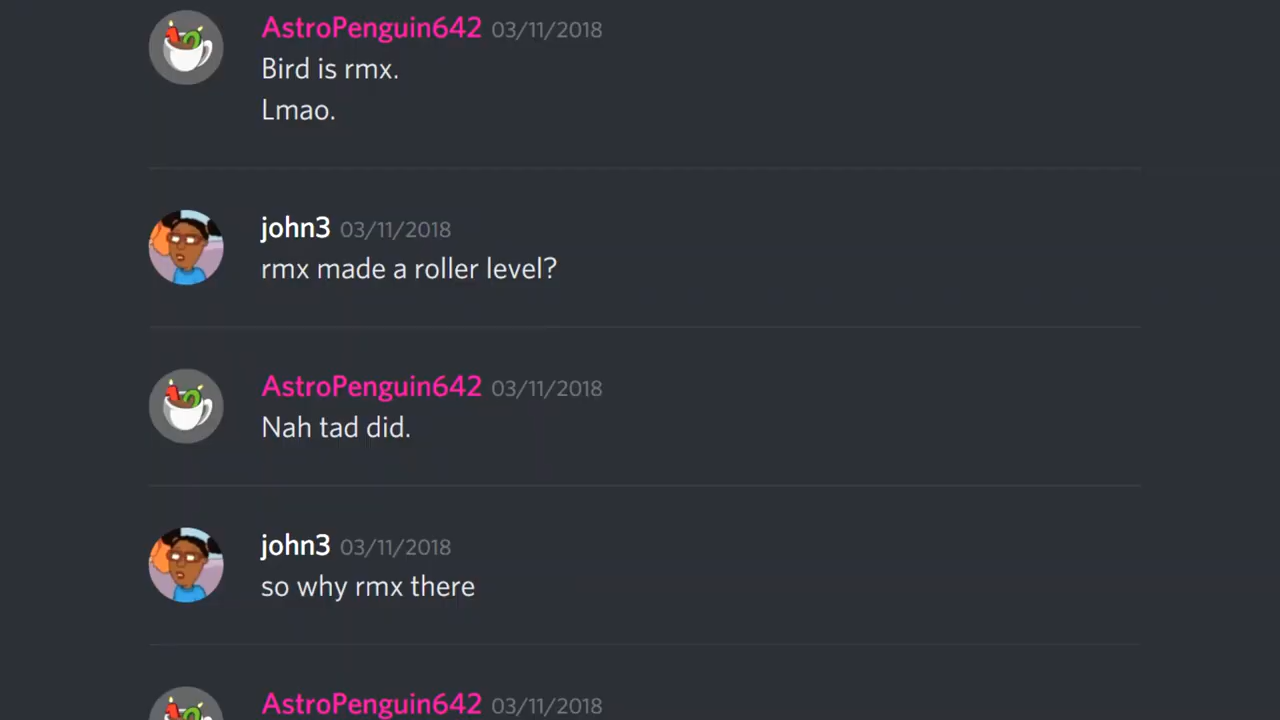 AstroPenguin642 03/11/2018
Bird is rmx.
Lmao.
john3 03/11/2018
rmx made a roller level?
AstroPenguin642 03/11/2018
Nah tad did.
john3 03/11/2018
so why rmx there
AstroPenguin642 03/11/2018